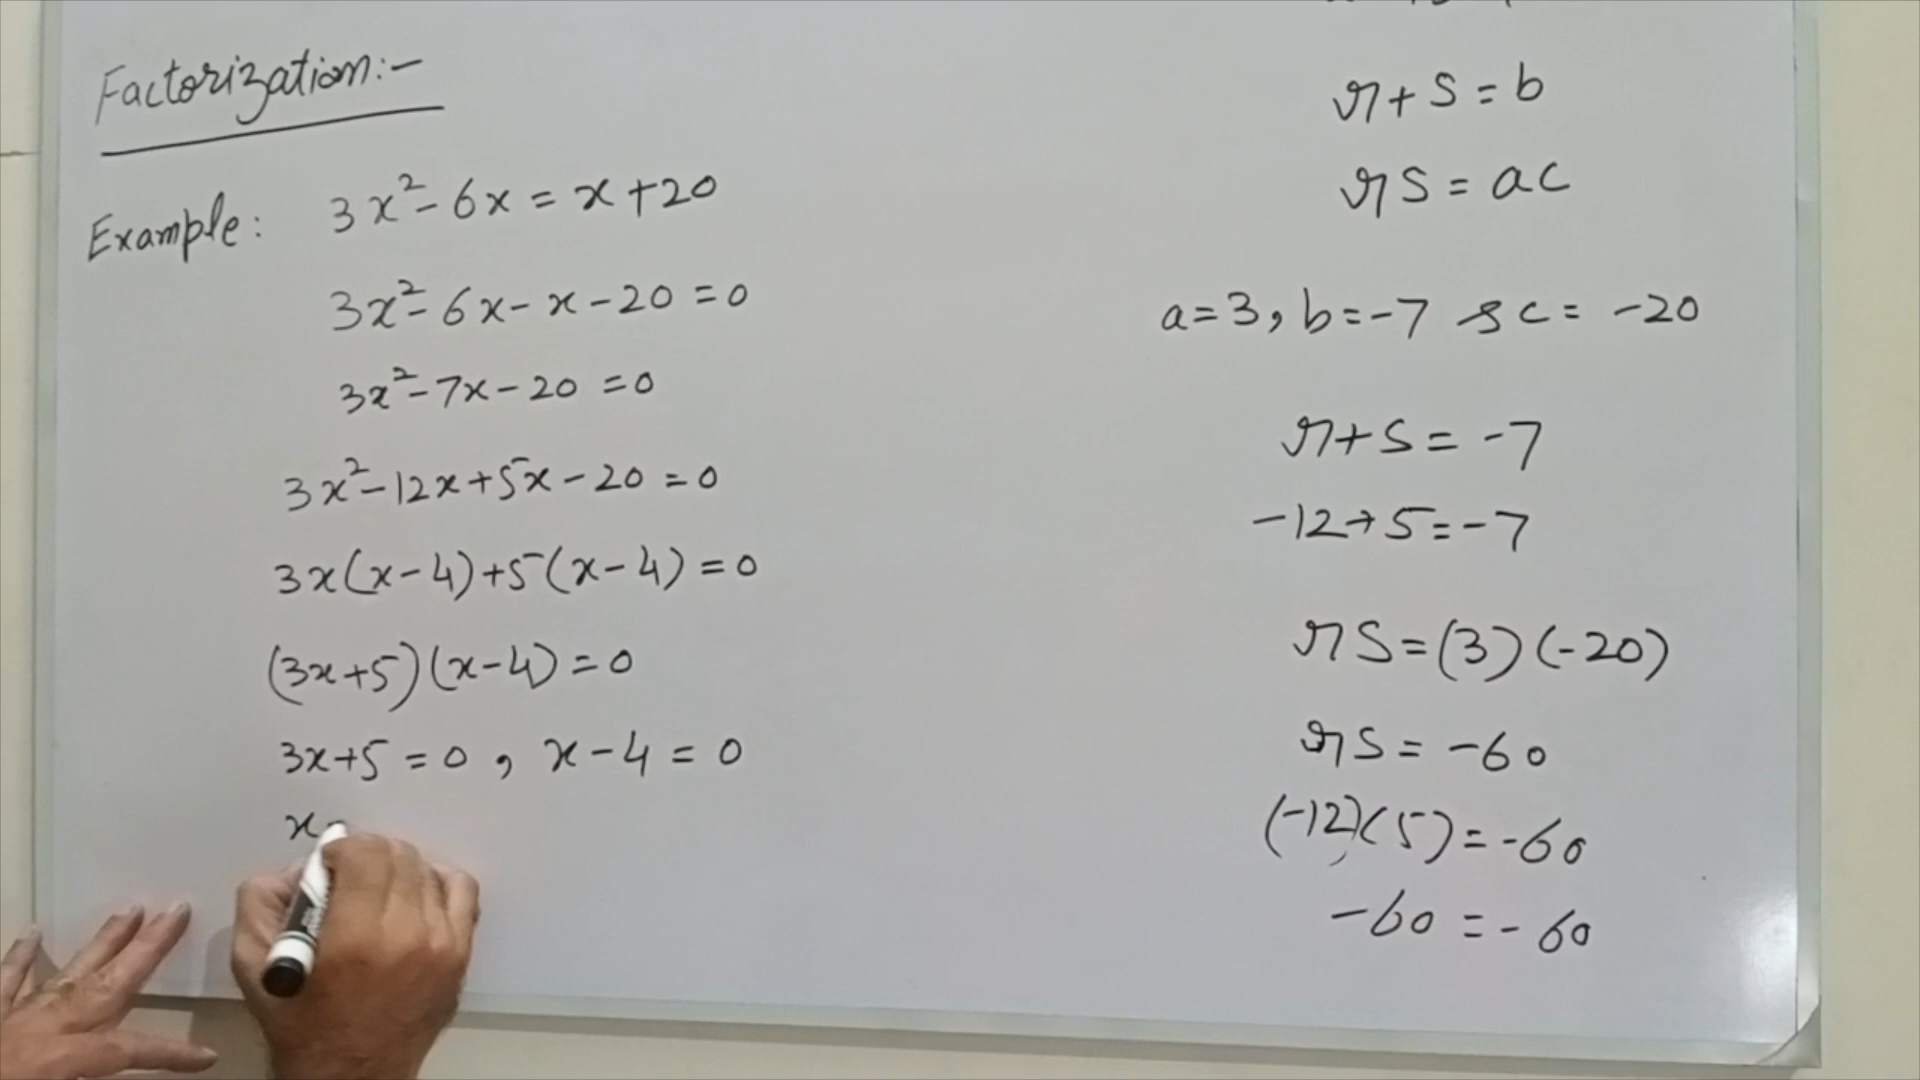 Factorization:-
Example: 3x² - 6x = x + 20
3x² - 6x - x - 20 = 0
3x² - 7x - 20 = 0
3x² - 12x + 5x - 20 = 0
3x(x - 4) + 5(x - 4) = 0
(3x + 5)(x - 4) = 0
3x + 5 = 0 , x - 4 = 0
x
r + s = b
rs = ac
a = 3, b = -7 & c = -20
r + s = -7
-12 + 5 = -7
rs = (3)(-20)
rs = -60
(-12)(5) = -60
-60 = -60